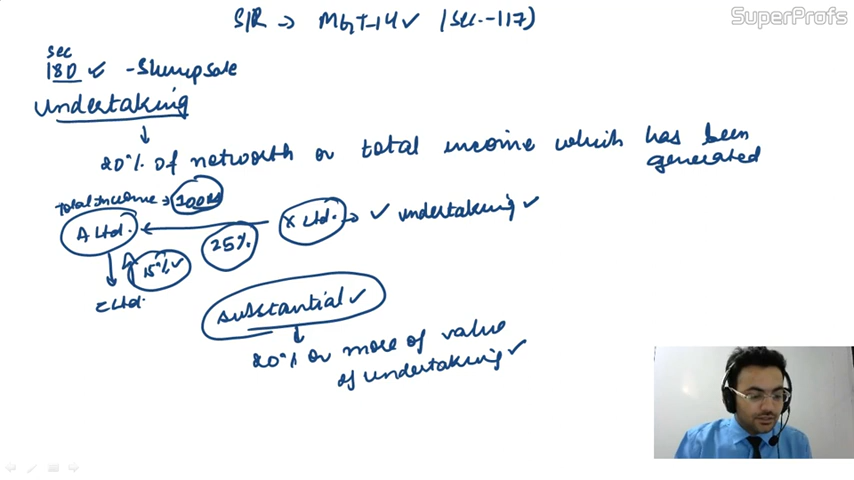 SuperProfs
S/R → MGT-14 ✓ (Sec.-117)
Sec
180 ✓ - Slumpsale
undertaking
↓
20% of networth or total income which has been
generated
total income → 100cr
A Ltd. ← X Ltd. → ✓ undertaking ✓
25%
15% ✓
Z Ltd.
substantial ✓
↓
20% or more of value
of undertaking ✓